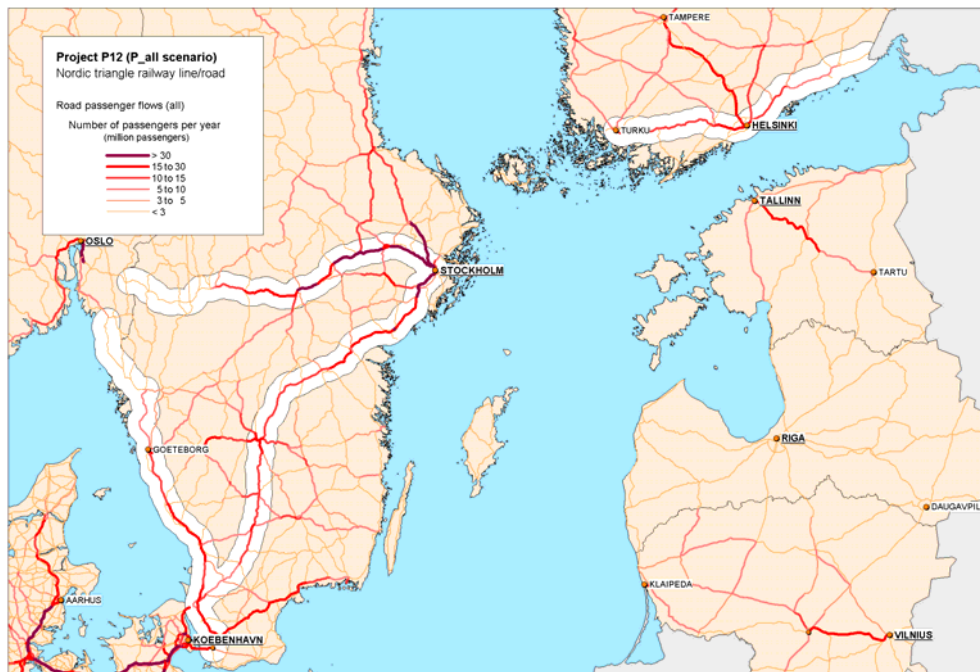 TAMPERE
Project P12 (P_all scenario)
Nordic triangle railway line/road
Road passenger flows (all)
Number of passengers per year
(million passengers)
> 30
15 to 30
10 to 15
5 to 10
3 to 5
< 3
TURKU
HELSINKI
TALLINN
OSLO
STOCKHOLM
TARTU
RIGA
GOETEBORG
DAUGAVPIL
KLAIPEDA
AARHUS
KOEBENHAVN
VILNIUS